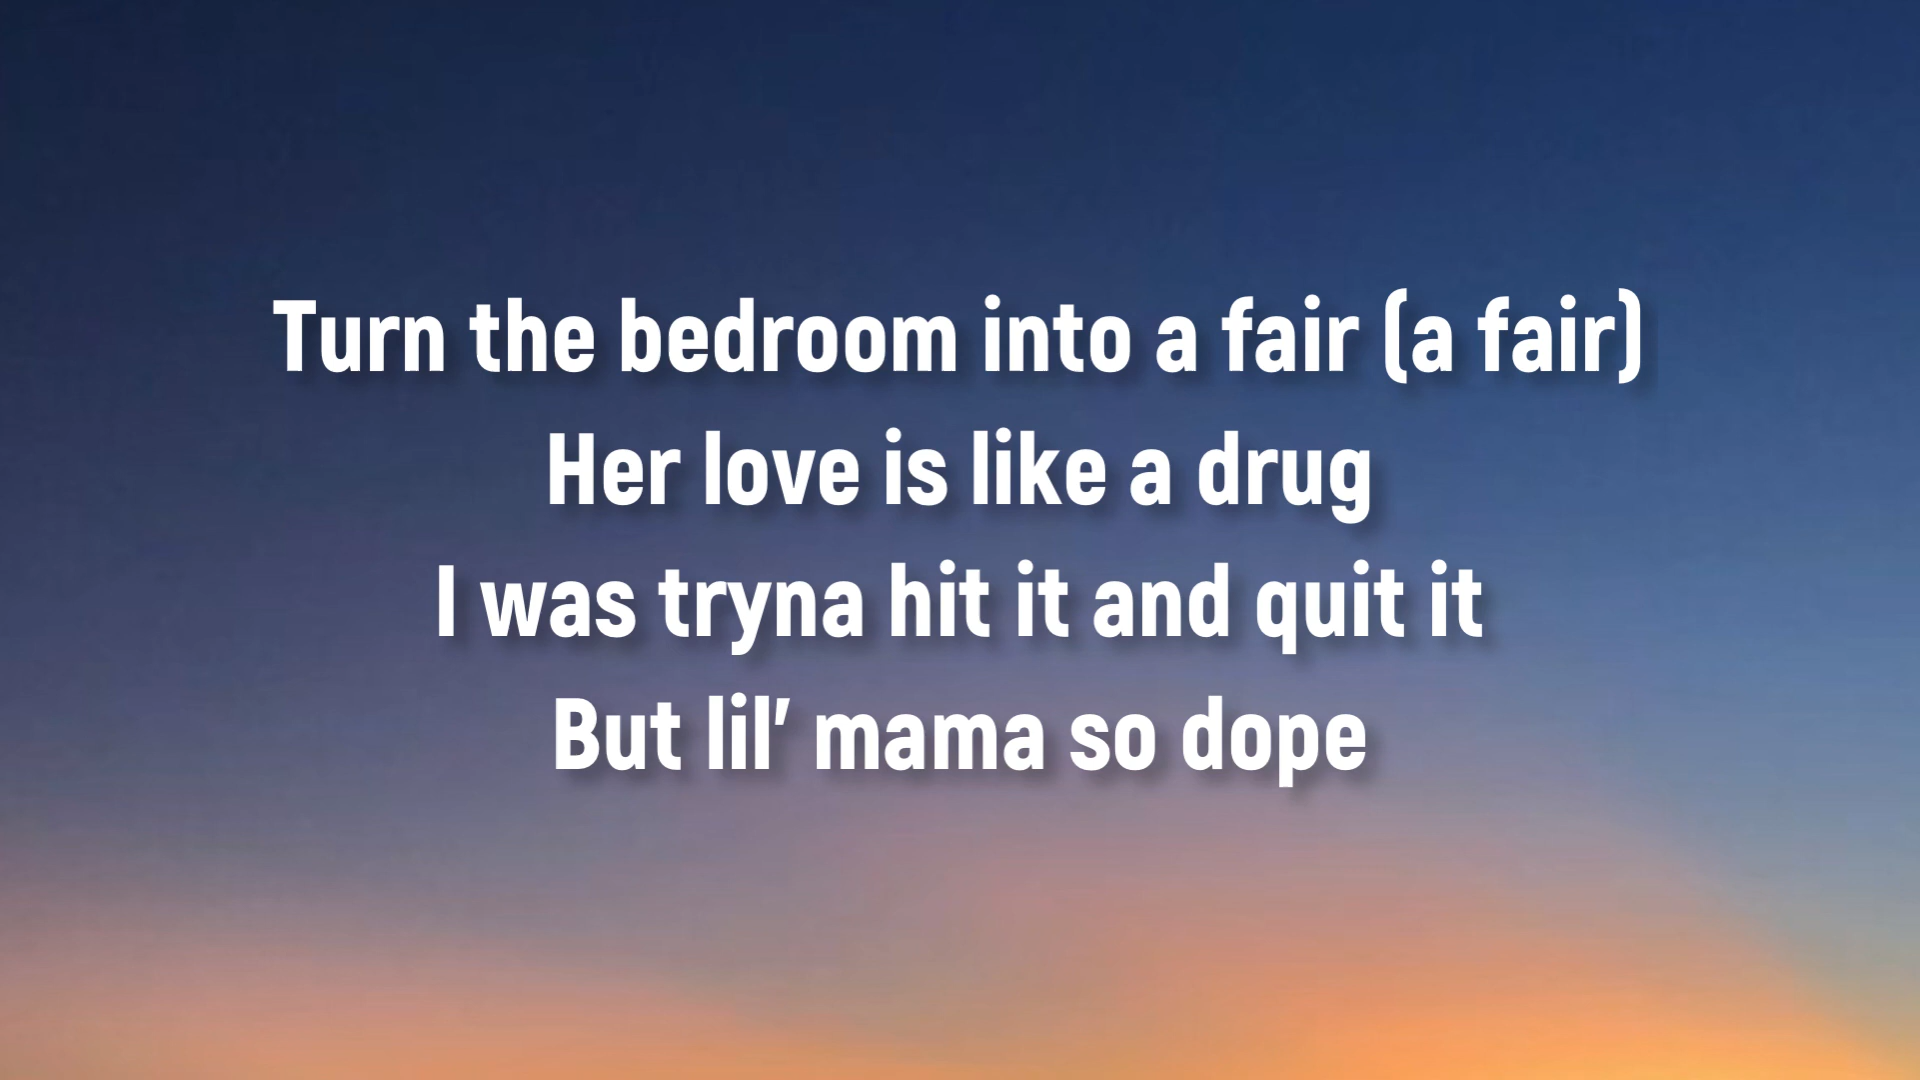 Turn the bedroom into a fair (a fair)
Her love is like a drug
I was tryna hit it and quit it
But lil' mama so dope